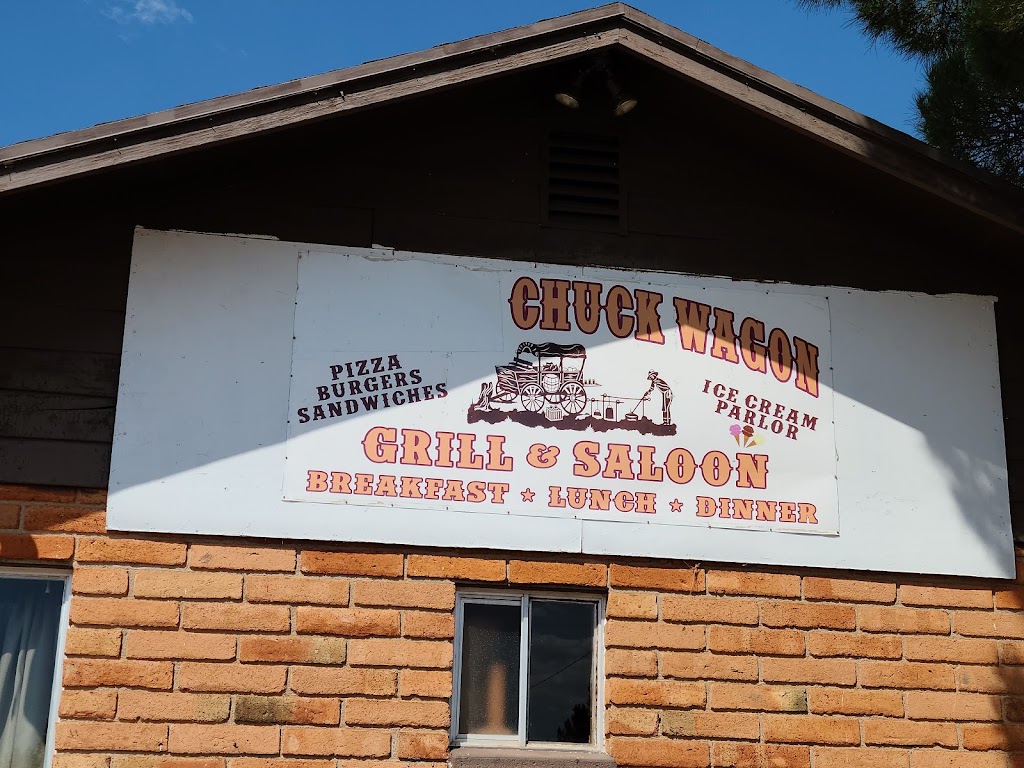 CHUCK WAGON
PIZZA
BURGERS
SANDWICHES
ICE CREAM
PARLOR
GRILL & SALOON
BREAKFAST ★ LUNCH ★ DINNER